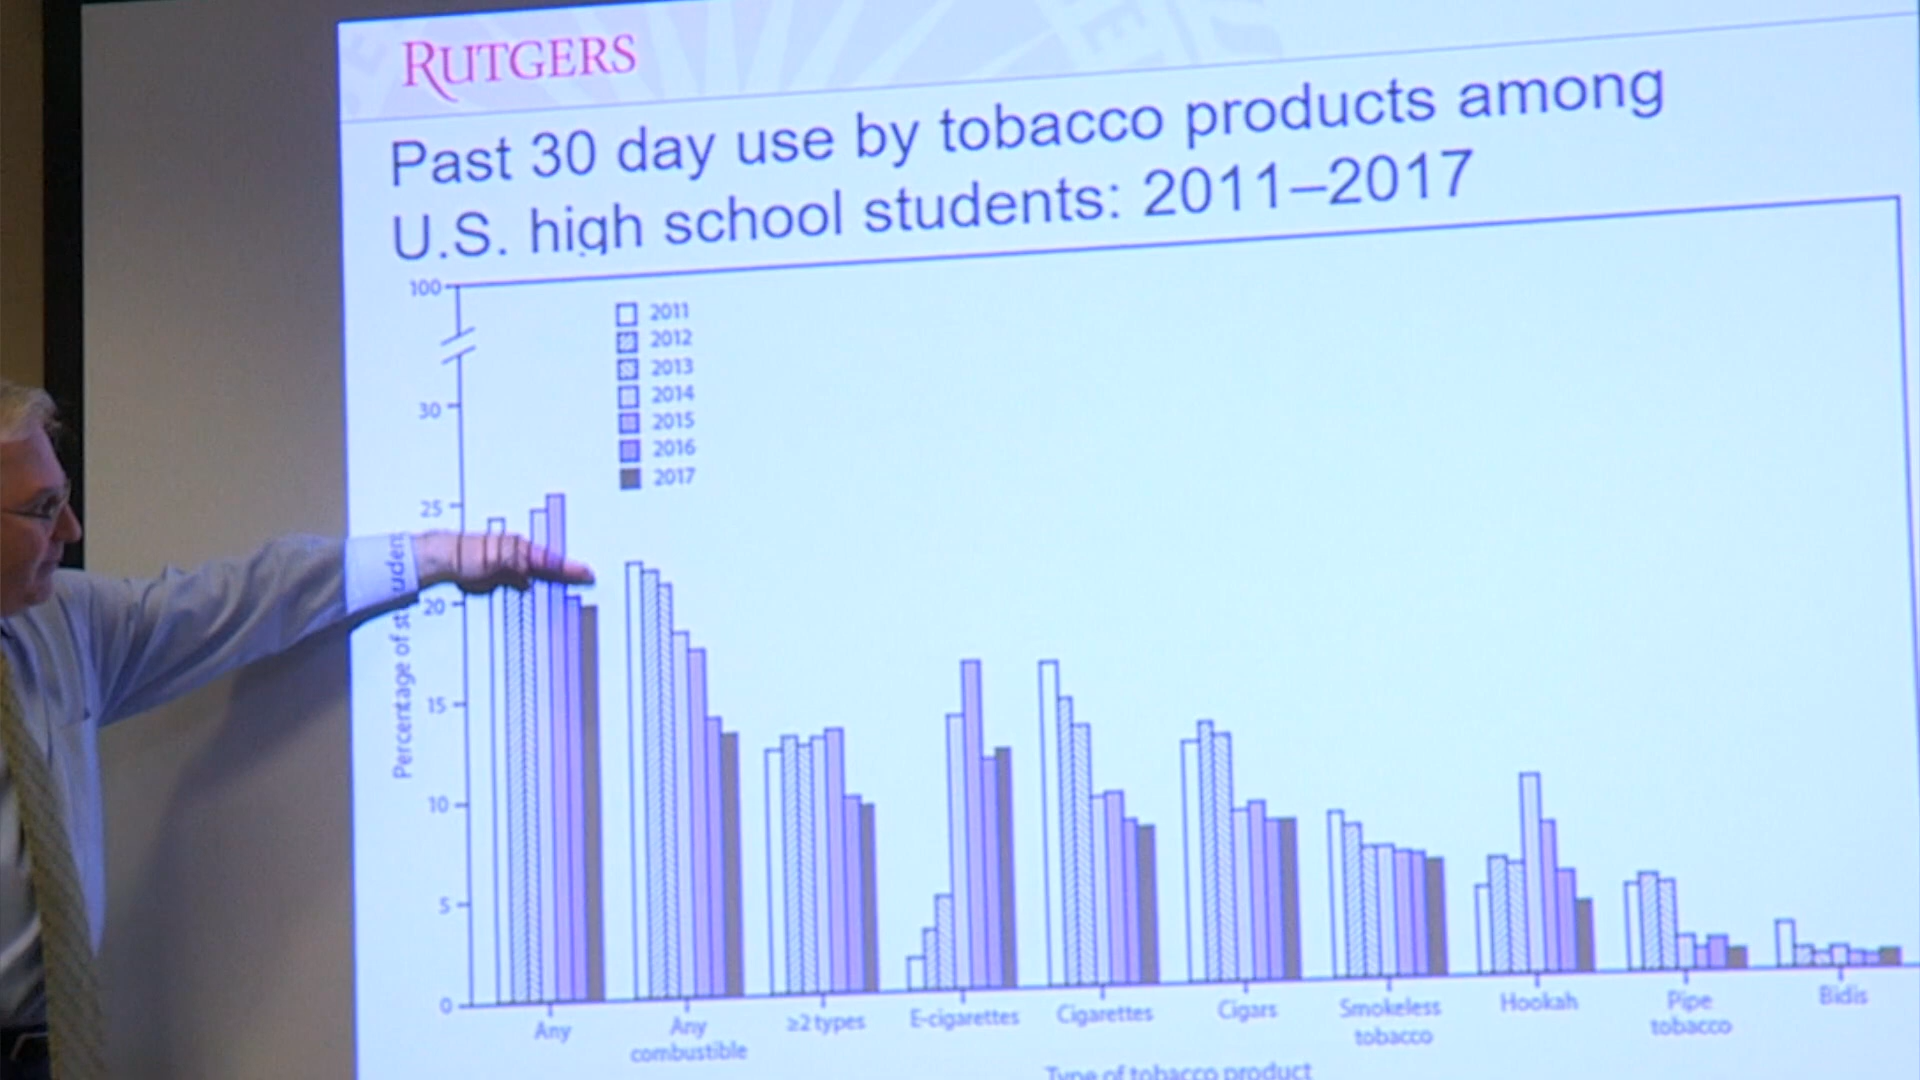 RUTGERS
Past 30 day use by tobacco products among
U.S. high school students: 2011–2017
100
30
25
20
15
10
5
0
Percentage of student
2011
2012
2013
2014
2015
2016
2017
Any
Any
combustible
≥2 types
E-cigarettes
Cigarettes
Cigars
Smokeless
tobacco
Hookah
Pipe
tobacco
Bidis
Type of tobacco product